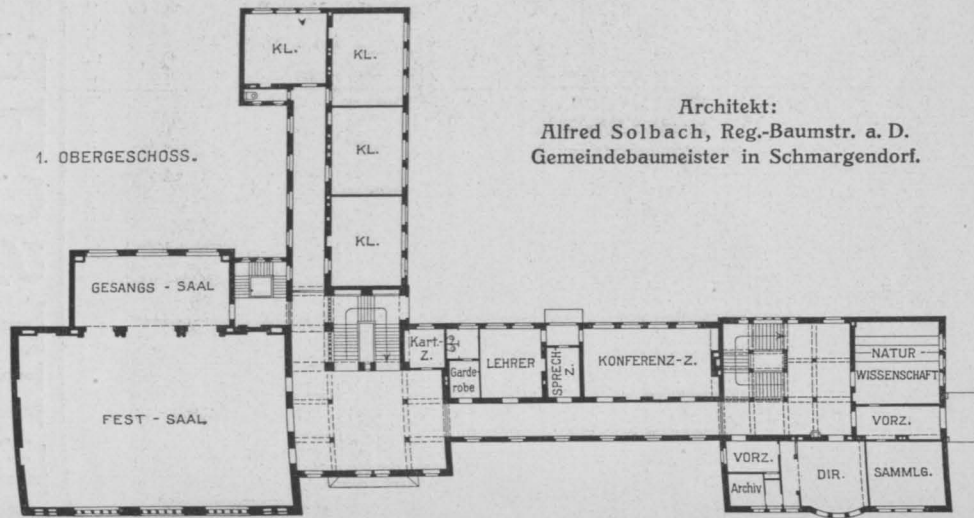 KL.
KL.
Architekt:
Alfred Solbach, Reg.-Baumstr. a. D.
Gemeindebaumeister in Schmargendorf.
1. OBERGESCHOSS.
KL.
KL.
GESANGS - SAAL
Kart.-
Z.
Garde-
robe
LEHRER
SPRECH-
Z.
KONFERENZ-Z.
NATUR -
WISSENSCHAFT
FEST - SAAL.
VORZ.
VORZ.
Archiv
DIR.
SAMMLG.